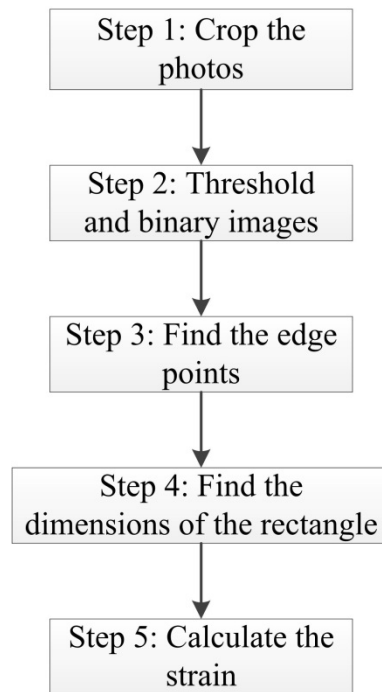 Step 1: Crop the
photos
Step 2: Threshold
and binary images
Step 3: Find the edge
points
Step 4: Find the
dimensions of the rectangle
Step 5: Calculate the
strain